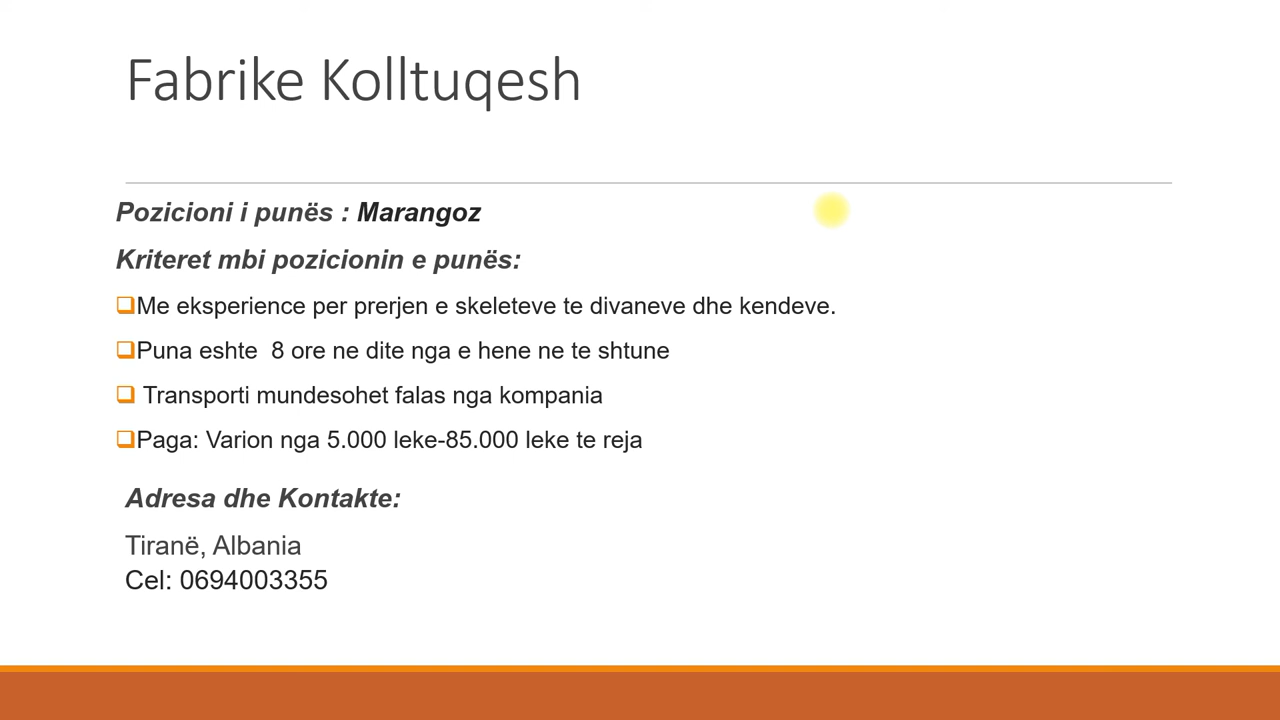 Fabrike Kolltuqesh
Pozicioni i punës : Marangoz
Kriteret mbi pozicionin e punës:
Me eksperience per prerjen e skeleteve te divaneve dhe kendeve.
Puna eshte  8 ore ne dite nga e hene ne te shtune
Transporti mundesohet falas nga kompania
Paga: Varion nga 5.000 leke-85.000 leke te reja
Adresa dhe Kontakte:
Tiranë, Albania
Cel: 0694003355